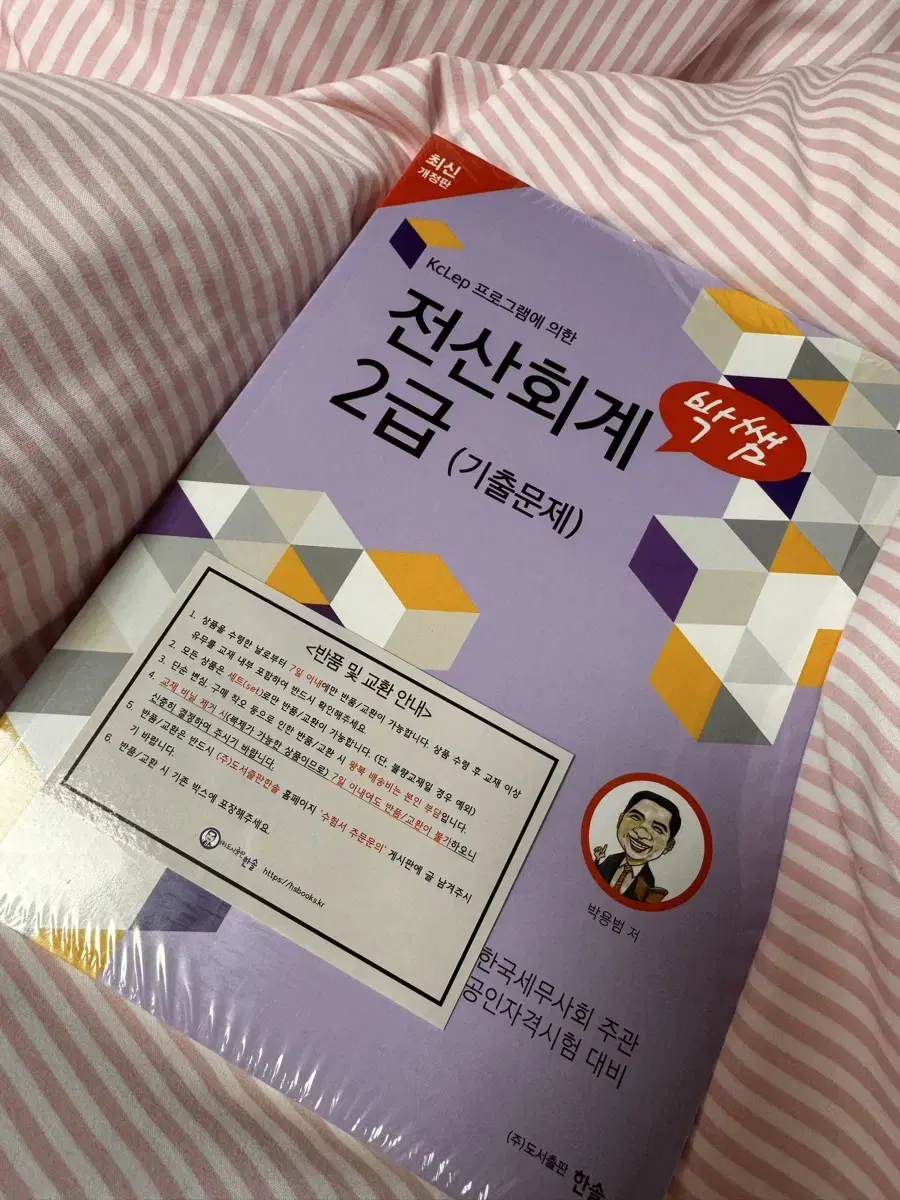 최신
개정판
KcLep 프로그램에 의한
전산회계
2급
(기출문제)
박쌤
<반품 및 교환 안내>
1. 상품을 수령한 날로부터 7일 이내에만 반품/교환이 가능합니다. 상품 수령 후 교재 이상
유무를 교재 내부 포함하여 반드시 확인해주세요.
2. 모든 상품은 세트(set)로만 반품/교환이 가능합니다. (단. 불량교재일 경우 예외)
3. 단순 변심, 구매 착오 등으로 인한 반품/교환 시 왕복 배송비는 본인 부담입니다.
4. 교재 비닐 제거 시(복제가 가능한 상품이므로) 7일 이내여도 반품/교환이 불가하오니
신중히 결정하여 주시기 바랍니다.
5. 반품/교환은 반드시 (주)도서출판한솔 홈페이지 '수험서 주문문의' 게시판에 글 남겨주시
기 바랍니다.
6. 반품/교환 시 기존 박스에 포장해주세요.
한솔 https://hsbooks.kr
박용범 저
한국세무사회 주관
공인자격시험 대비
(주)도서출판 한솔